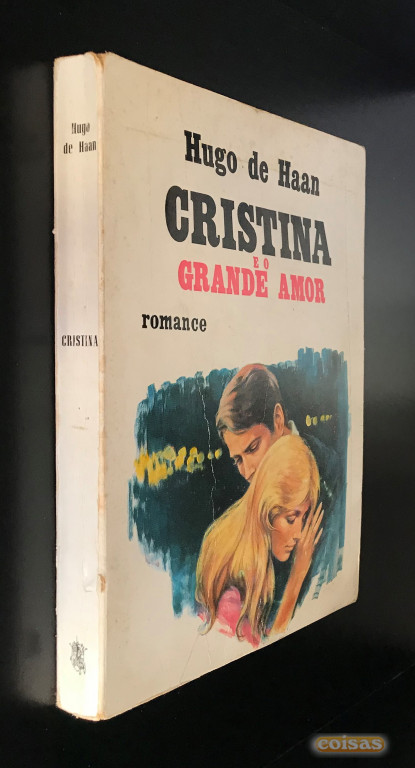 Hugo
de Haan
CRISTINA
Hugo de Haan
CRISTINA
E O
GRANDE AMOR
romance
coisas